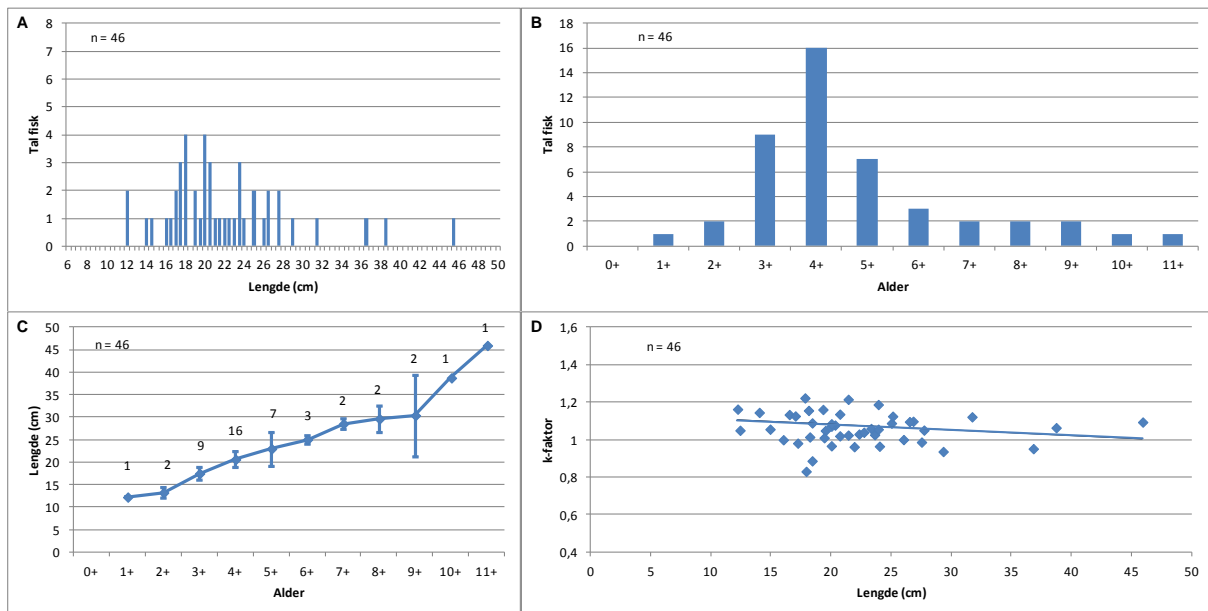 A
n = 46
Tal fisk
8
7
6
5
4
3
2
1
0
6 8 10 12 14 16 18 20 22 24 26 28 30 32 34 36 38 40 42 44 46 48 50
Lengde (cm)
B
n = 46
Tal fisk
18
16
14
12
10
8
6
4
2
0
0+ 1+ 2+ 3+ 4+ 5+ 6+ 7+ 8+ 9+ 10+ 11+
Alder
C
n = 46
Lengde (cm)
50
45
40
35
30
25
20
15
10
5
0
1 2 9 16 7 3 2 2 2 1 1
0+ 1+ 2+ 3+ 4+ 5+ 6+ 7+ 8+ 9+ 10+ 11+
Alder
D
n = 46
k-faktor
1,6
1,4
1,2
1
0,8
0,6
0,4
0 5 10 15 20 25 30 35 40 45 50
Lengde (cm)